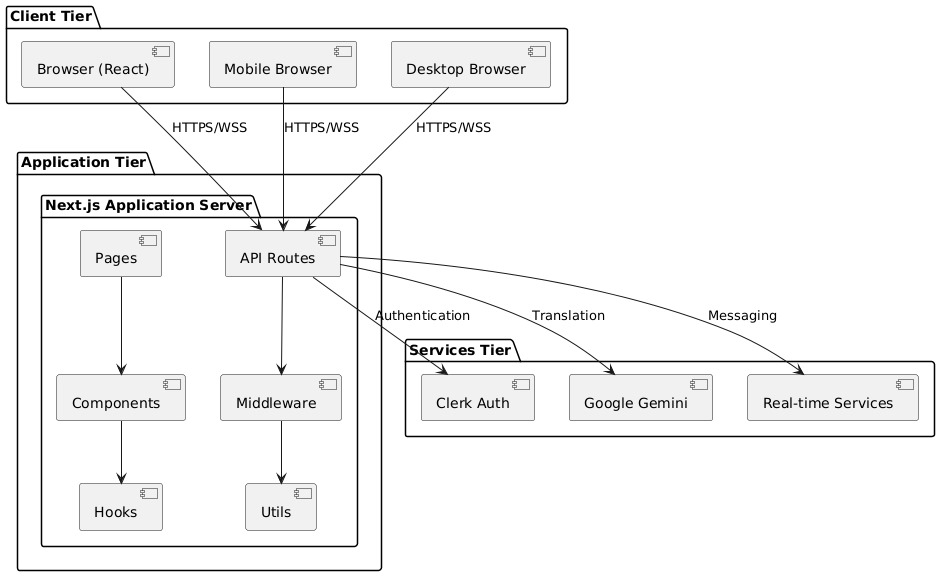 Client Tier
Browser (React)
Mobile Browser
Desktop Browser
HTTPS/WSS
HTTPS/WSS
HTTPS/WSS
Application Tier
Next.js Application Server
Pages
API Routes
Authentication
Translation
Messaging
Services Tier
Components
Middleware
Clerk Auth
Google Gemini
Real-time Services
Hooks
Utils